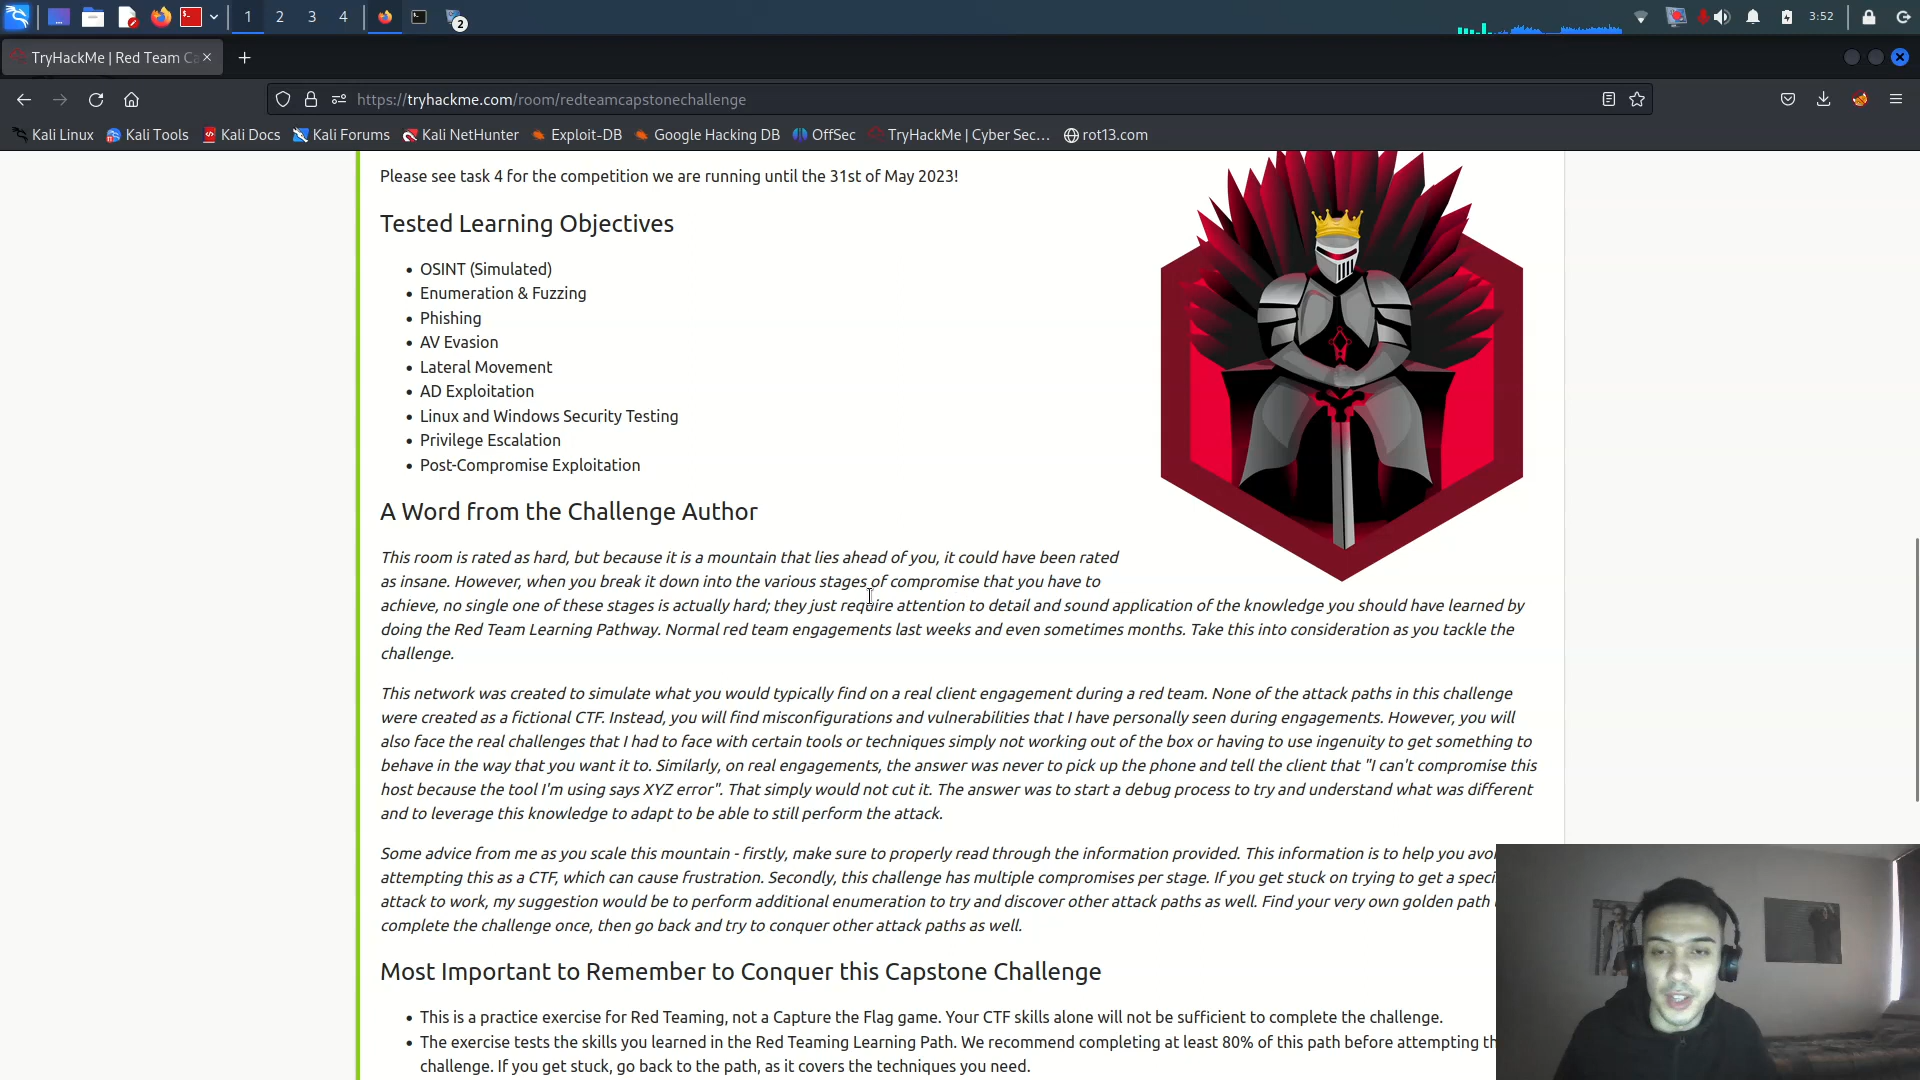 1 2 3 4 2 3:52
TryHackMe | Red Team Ca
https://tryhackme.com/room/redteamcapstonechallenge
Kali Linux Kali Tools Kali Docs Kali Forums Kali NetHunter Exploit-DB Google Hacking DB OffSec TryHackMe | Cyber Sec... rot13.com
Please see task 4 for the competition we are running until the 31st of May 2023!
Tested Learning Objectives
• OSINT (Simulated)
• Enumeration & Fuzzing
• Phishing
• AV Evasion
• Lateral Movement
• AD Exploitation
• Linux and Windows Security Testing
• Privilege Escalation
• Post-Compromise Exploitation
A Word from the Challenge Author
This room is rated as hard, but because it is a mountain that lies ahead of you, it could have been rated
as insane. However, when you break it down into the various stages of compromise that you have to
achieve, no single one of these stages is actually hard; they just require attention to detail and sound application of the knowledge you should have learned by
doing the Red Team Learning Pathway. Normal red team engagements last weeks and even sometimes months. Take this into consideration as you tackle the
challenge.
This network was created to simulate what you would typically find on a real client engagement during a red team. None of the attack paths in this challenge
were created as a fictional CTF. Instead, you will find misconfigurations and vulnerabilities that I have personally seen during engagements. However, you will
also face the real challenges that I had to face with certain tools or techniques simply not working out of the box or having to use ingenuity to get something to
behave in the way that you want it to. Similarly, on real engagements, the answer was never to pick up the phone and tell the client that "I can't compromise this
host because the tool I'm using says XYZ error". That simply would not cut it. The answer was to start a debug process to try and understand what was different
and to leverage this knowledge to adapt to be able to still perform the attack.
Some advice from me as you scale this mountain - firstly, make sure to properly read through the information provided. This information is to help you avoi
attempting this as a CTF, which can cause frustration. Secondly, this challenge has multiple compromises per stage. If you get stuck on trying to get a speci
attack to work, my suggestion would be to perform additional enumeration to try and discover other attack paths as well. Find your very own golden path
complete the challenge once, then go back and try to conquer other attack paths as well.
Most Important to Remember to Conquer this Capstone Challenge
• This is a practice exercise for Red Teaming, not a Capture the Flag game. Your CTF skills alone will not be sufficient to complete the challenge.
• The exercise tests the skills you learned in the Red Teaming Learning Path. We recommend completing at least 80% of this path before attempting th
challenge. If you get stuck, go back to the path, as it covers the techniques you need.